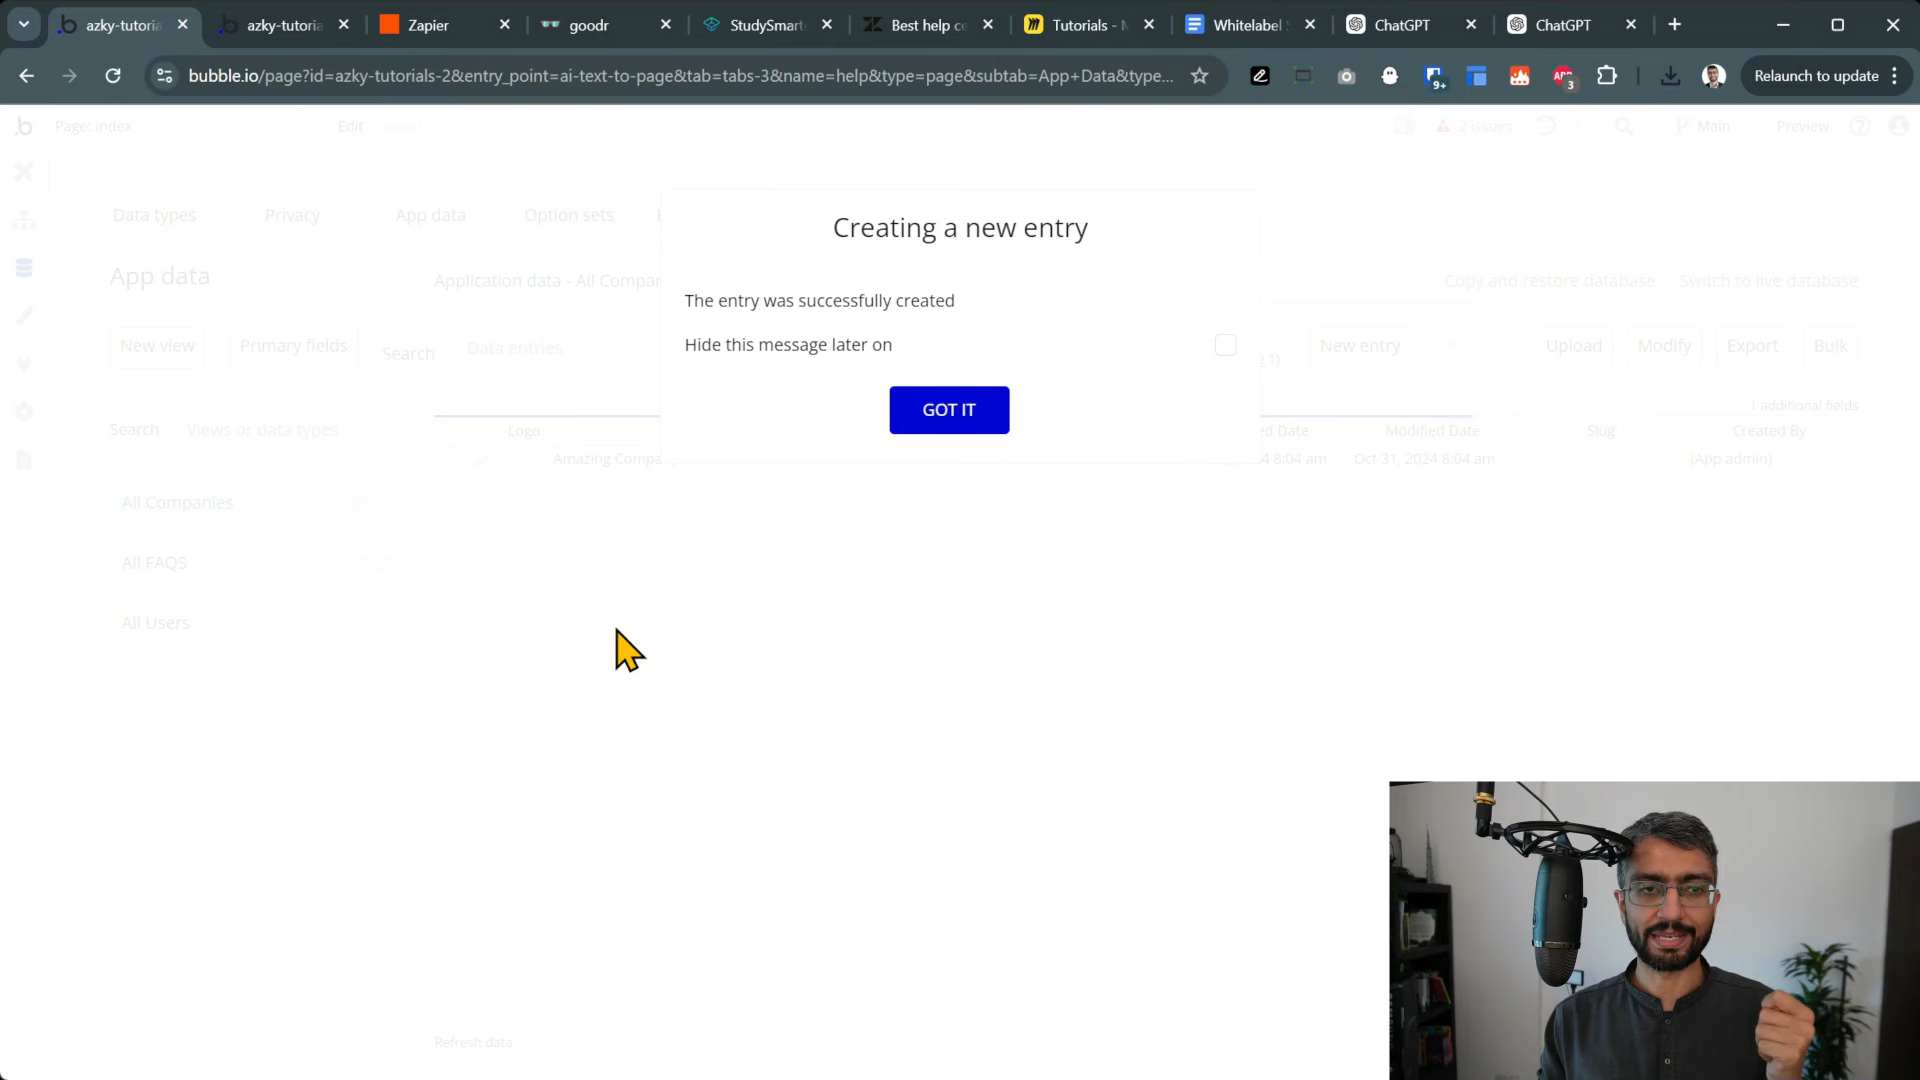 azky-tutoria
azky-tutoria
Zapier
goodr
StudySmart
Best help ce
Tutorials - M
Whitelabel S
ChatGPT
ChatGPT
bubble.io/page?id=azky-tutorials-2&entry_point=ai-text-to-page&tab=tabs-3&name=help&type=page&subtab=App+Data&type...
9+
ABP
3
Relaunch to update
Page: index
Edit
2 issues
Main
Preview
Data types
Privacy
App data
Option sets
Creating a new entry
App data
Application data - All Compan
Copy and restore database
Switch to live database
The entry was successfully created
New view
Primary fields
Search
Data entries
Hide this message later on
New entry
Upload
Modify
Export
Bulk
GOT IT
1 additional fields
Search
Views or data types
Logo
ed Date
Modified Date
Slug
Created By
Amazing Company
4 8:04 am
Oct 31, 2024 8:04 am
(App admin)
All Companies
All FAQS
All Users
Refresh data